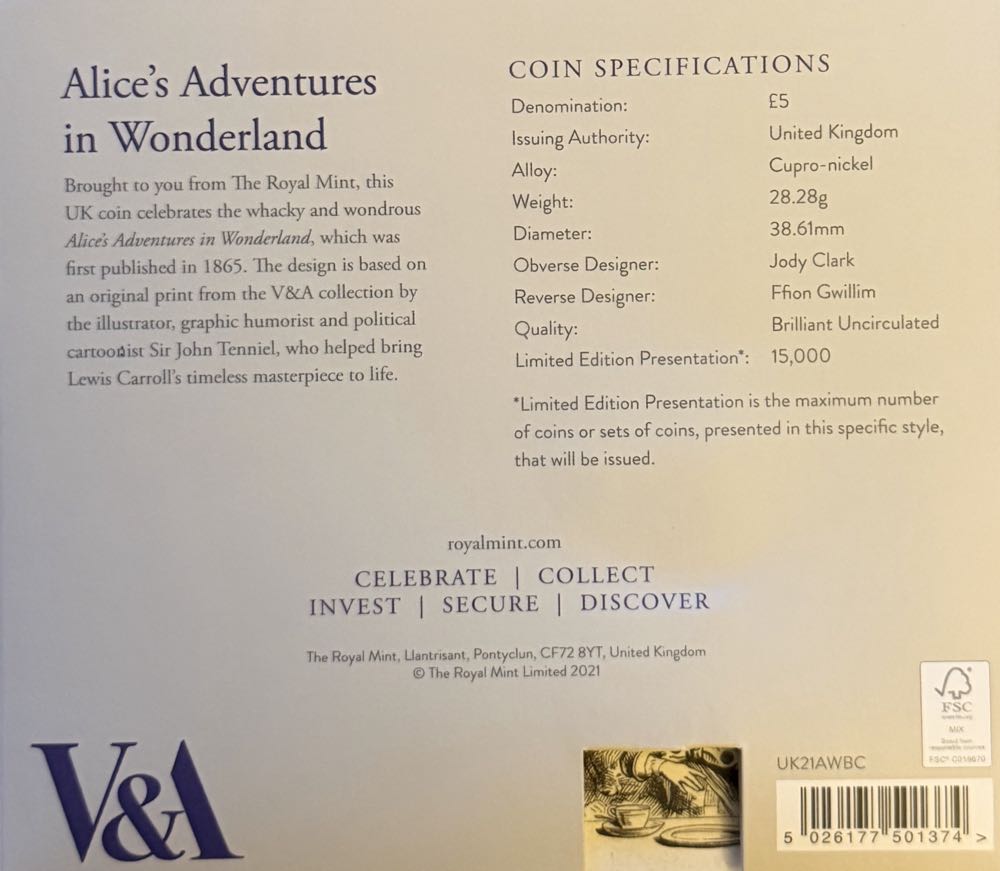 Alice's Adventures
in Wonderland
Brought to you from The Royal Mint, this
UK coin celebrates the whacky and wondrous
Alice's Adventures in Wonderland, which was
first published in 1865. The design is based on
an original print from the V&A collection by
the illustrator, graphic humorist and political
cartoonist Sir John Tenniel, who helped bring
Lewis Carroll's timeless masterpiece to life.
COIN SPECIFICATIONS
Denomination: £5
Issuing Authority: United Kingdom
Alloy: Cupro-nickel
Weight: 28.28g
Diameter: 38.61mm
Obverse Designer: Jody Clark
Reverse Designer: Ffion Gwillim
Quality: Brilliant Uncirculated
Limited Edition Presentation*: 15,000
*Limited Edition Presentation is the maximum number
of coins or sets of coins, presented in this specific style,
that will be issued.
royalmint.com
CELEBRATE | COLLECT
INVEST | SECURE | DISCOVER
The Royal Mint, Llantrisant, Pontyclun, CF72 8YT, United Kingdom
© The Royal Mint Limited 2021
V&A
FSC
MIX
Board from
responsible sources
UK21AWBC
5 026177 501374 >